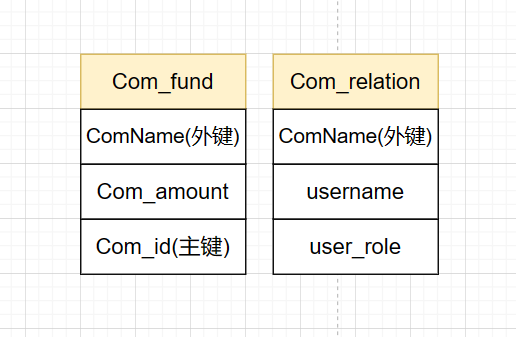 Com_fund
ComName(外键)
Com_amount
Com_id(主键)
Com_relation
ComName(外键)
username
user_role